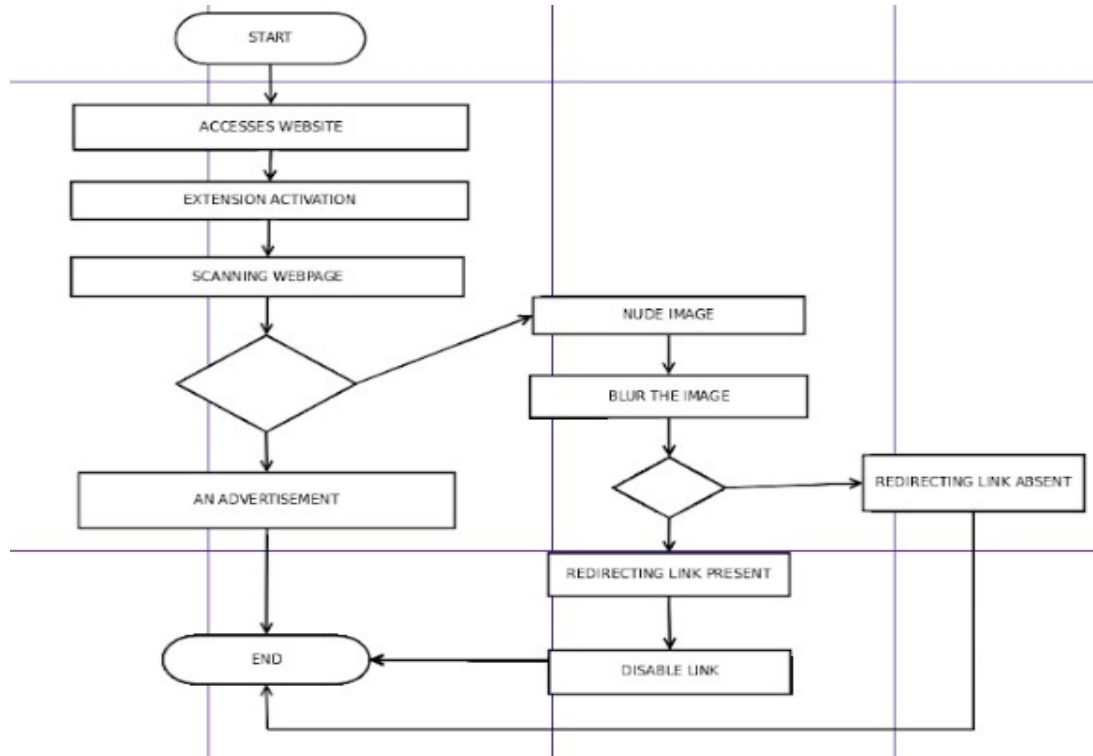 START
ACCESSES WEBSITE
EXTENSION ACTIVATION
SCANNING WEBPAGE
NUDE IMAGE
BLUR THE IMAGE
AN ADVERTISEMENT
REDIRECTING LINK ABSENT
REDIRECTING LINK PRESENT
END
DISABLE LINK